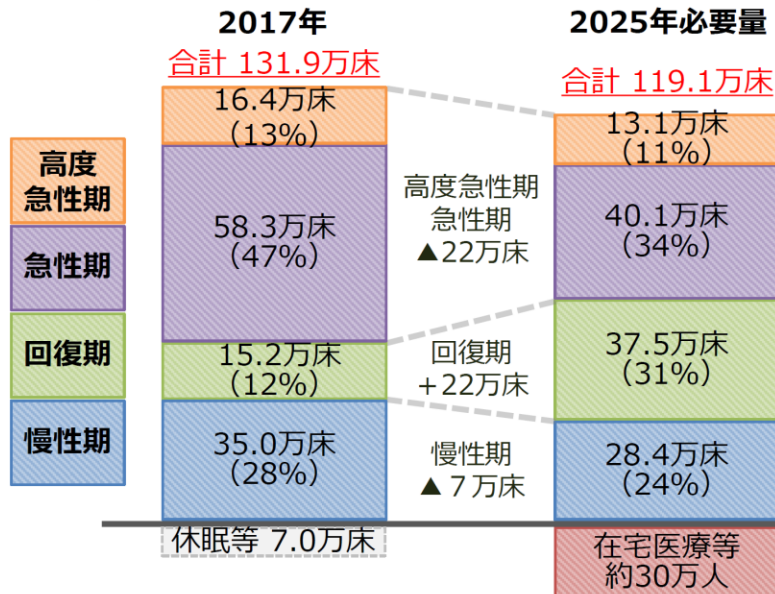 2017年
合計 131.9万床
16.4万床
(13%)
58.3万床
(47%)
15.2万床
(12%)
35.0万床
(28%)
休眠等 7.0万床
高度
急性期
急性期
回復期
慢性期
高度急性期
急性期
▲22万床
回復期
+22万床
慢性期
▲７万床
2025年必要量
合計 119.1万床
13.1万床
(11%)
40.1万床
(34%)
37.5万床
(31%)
28.4万床
(24%)
在宅医療等
約30万人